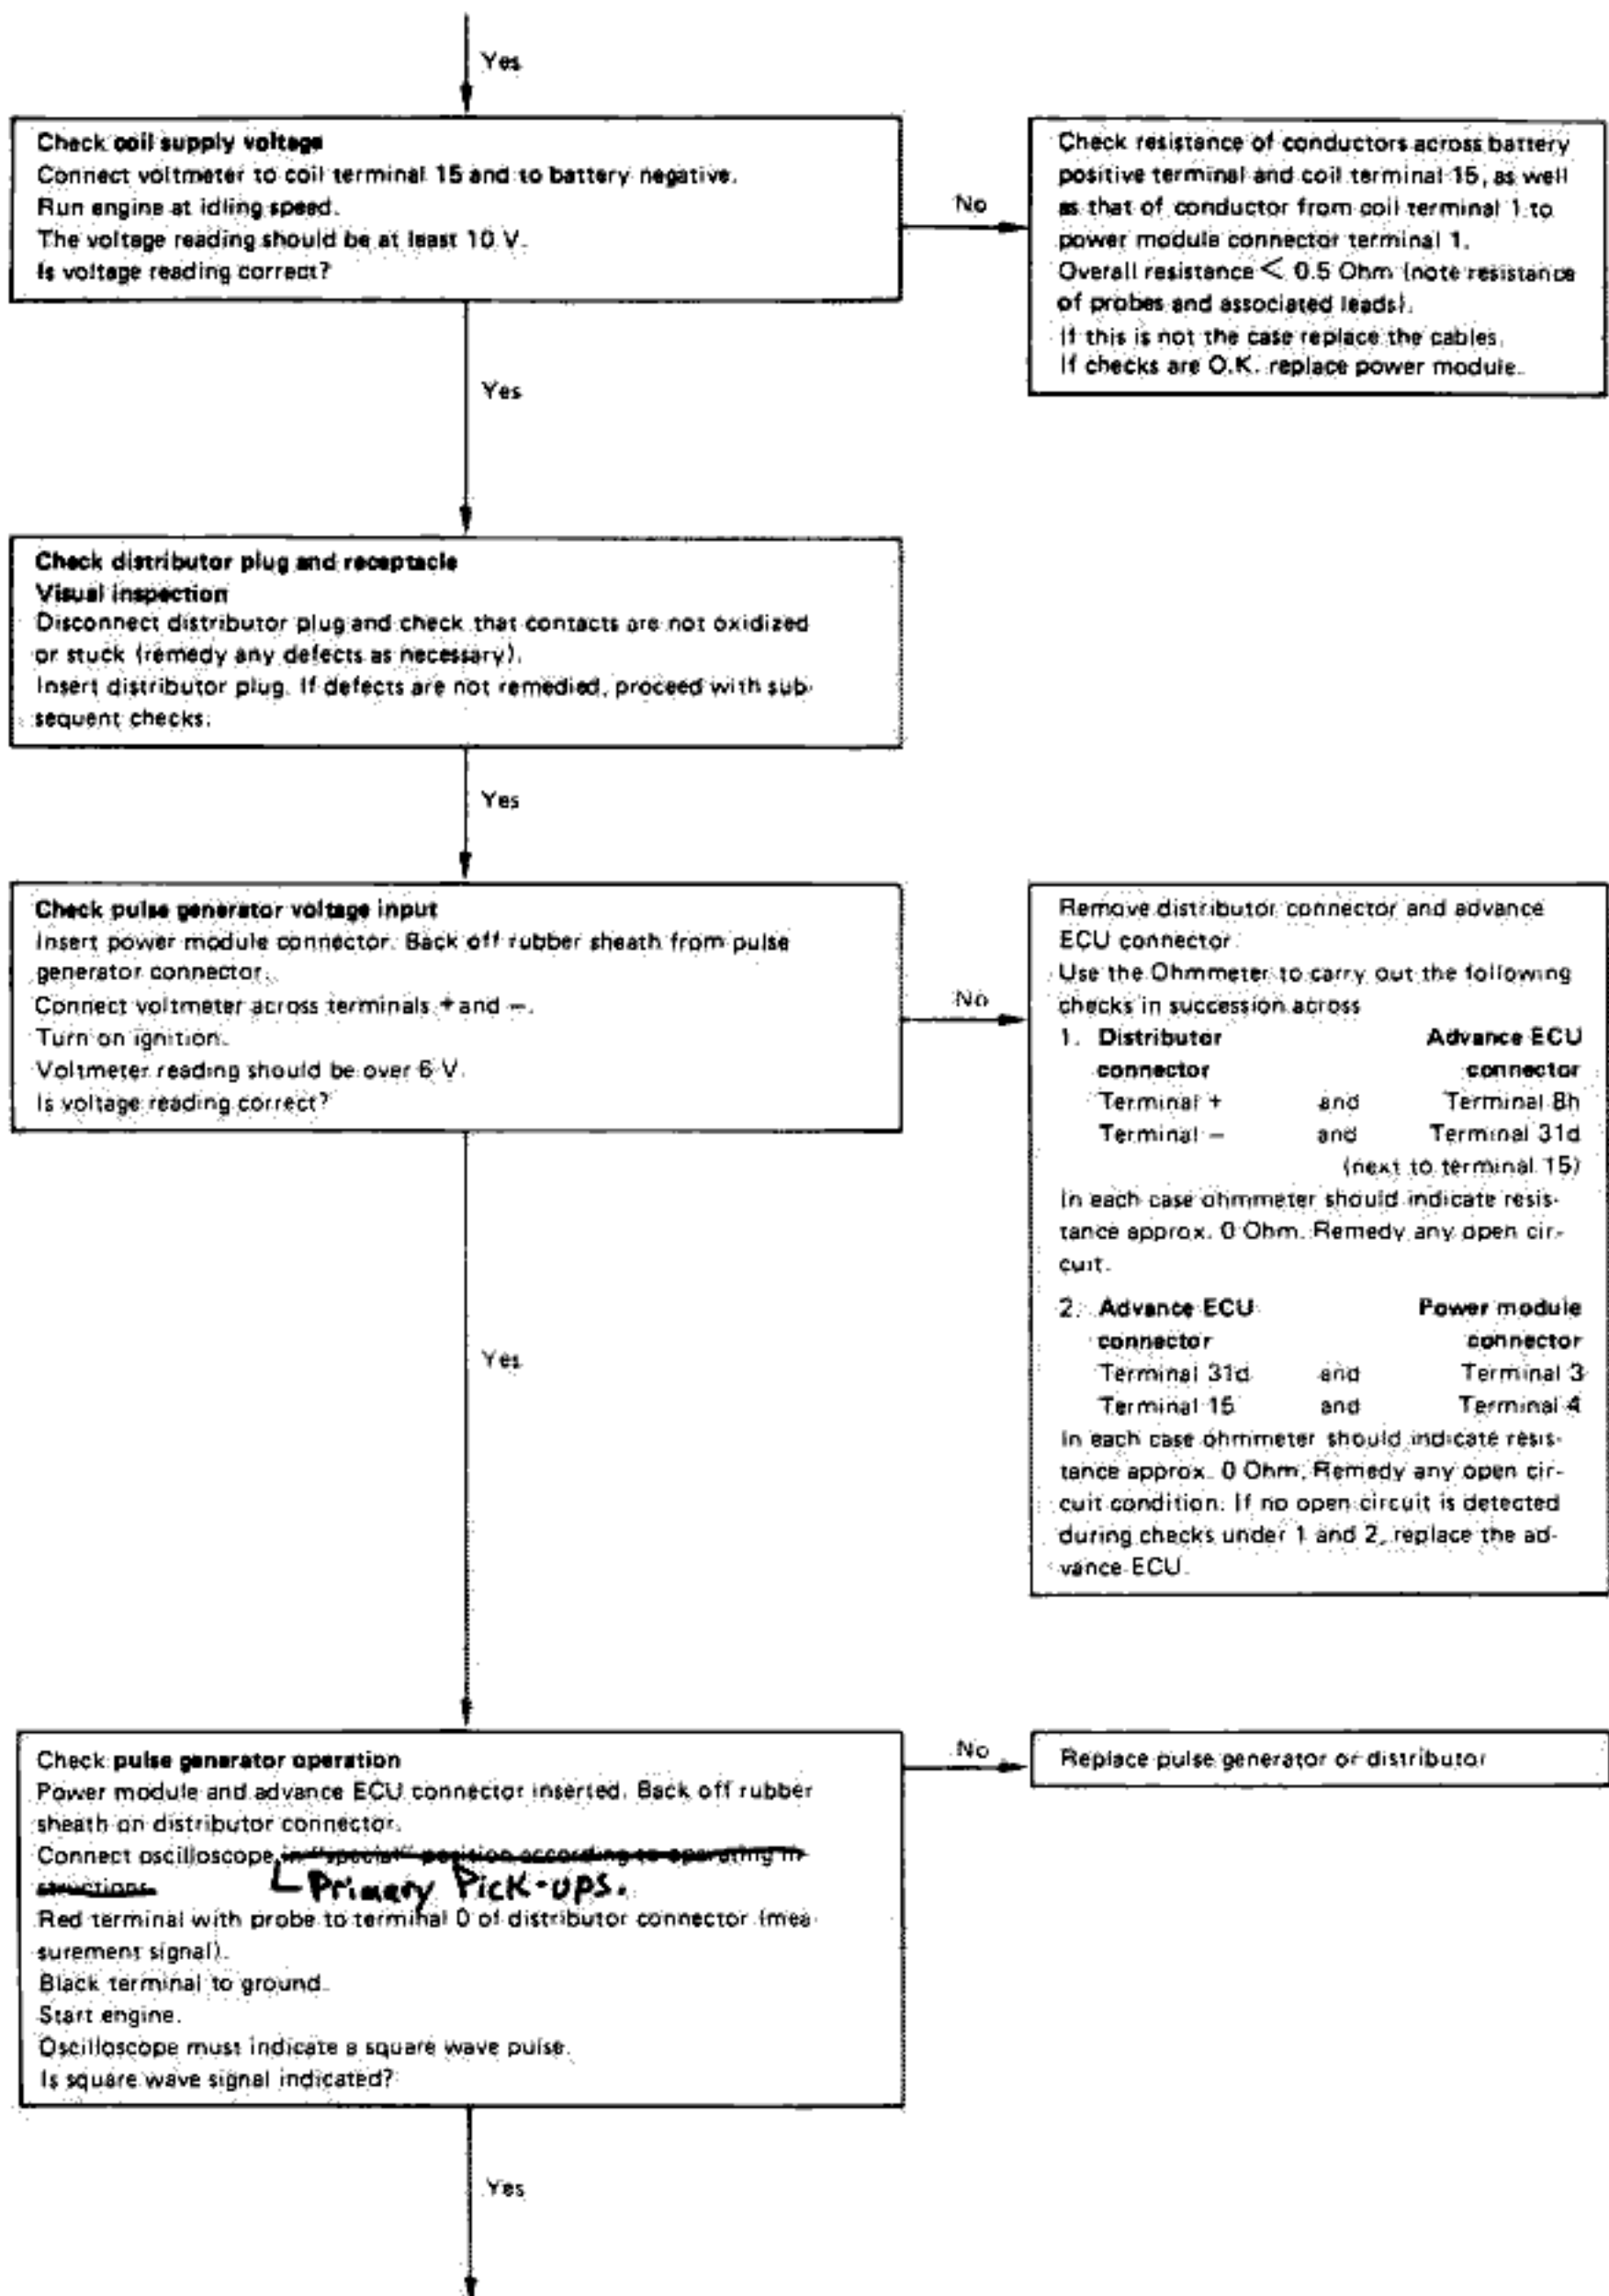 Yes
Check coil supply voltage
Connect voltmeter to coil terminal 15 and to battery negative.
Run engine at idling speed.
The voltage reading should be at least 10 V.
Is voltage reading correct?
No
Check resistance of conductors across battery
positive terminal and coil terminal 15, as well
as that of conductor from coil terminal 1 to
power module connector terminal 1.
Overall resistance < 0.5 Ohm (note resistance
of probes and associated leads).
If this is not the case replace the cables.
If checks are O.K. replace power module.
Yes
Check distributor plug and receptacle
Visual inspection
Disconnect distributor plug and check that contacts are not oxidized
or stuck (remedy any defects as necessary).
Insert distributor plug. If defects are not remedied, proceed with sub-
sequent checks.
Yes
Check pulse generator voltage input
Insert power module connector. Back off rubber sheath from pulse
generator connector.
Connect voltmeter across terminals + and –.
Turn on ignition.
Voltmeter reading should be over 6 V.
Is voltage reading correct?
No
Remove distributor connector and advance
ECU connector.
Use the Ohmmeter to carry out the following
checks in succession across
1. Distributor Advance ECU
connector connector
Terminal + and Terminal 8h
Terminal – and Terminal 31d
(next to terminal 15)
In each case ohmmeter should indicate resis-
tance approx. 0 Ohm. Remedy any open cir-
cuit.
2. Advance ECU Power module
connector connector
Terminal 31d and Terminal 3
Terminal 15 and Terminal 4
In each case ohmmeter should indicate resis-
tance approx. 0 Ohm. Remedy any open cir-
cuit condition. If no open circuit is detected
during checks under 1 and 2, replace the ad-
vance ECU.
Yes
Check pulse generator operation
Power module and advance ECU connector inserted. Back off rubber
sheath on distributor connector.
Connect oscilloscope in "special" position according to operating in-
structions.
Primary Pick-ups.
Red terminal with probe to terminal 0 of distributor connector (mea-
surement signal).
Black terminal to ground.
Start engine.
Oscilloscope must indicate a square wave pulse.
Is square wave signal indicated?
No
Replace pulse generator or distributor
Yes